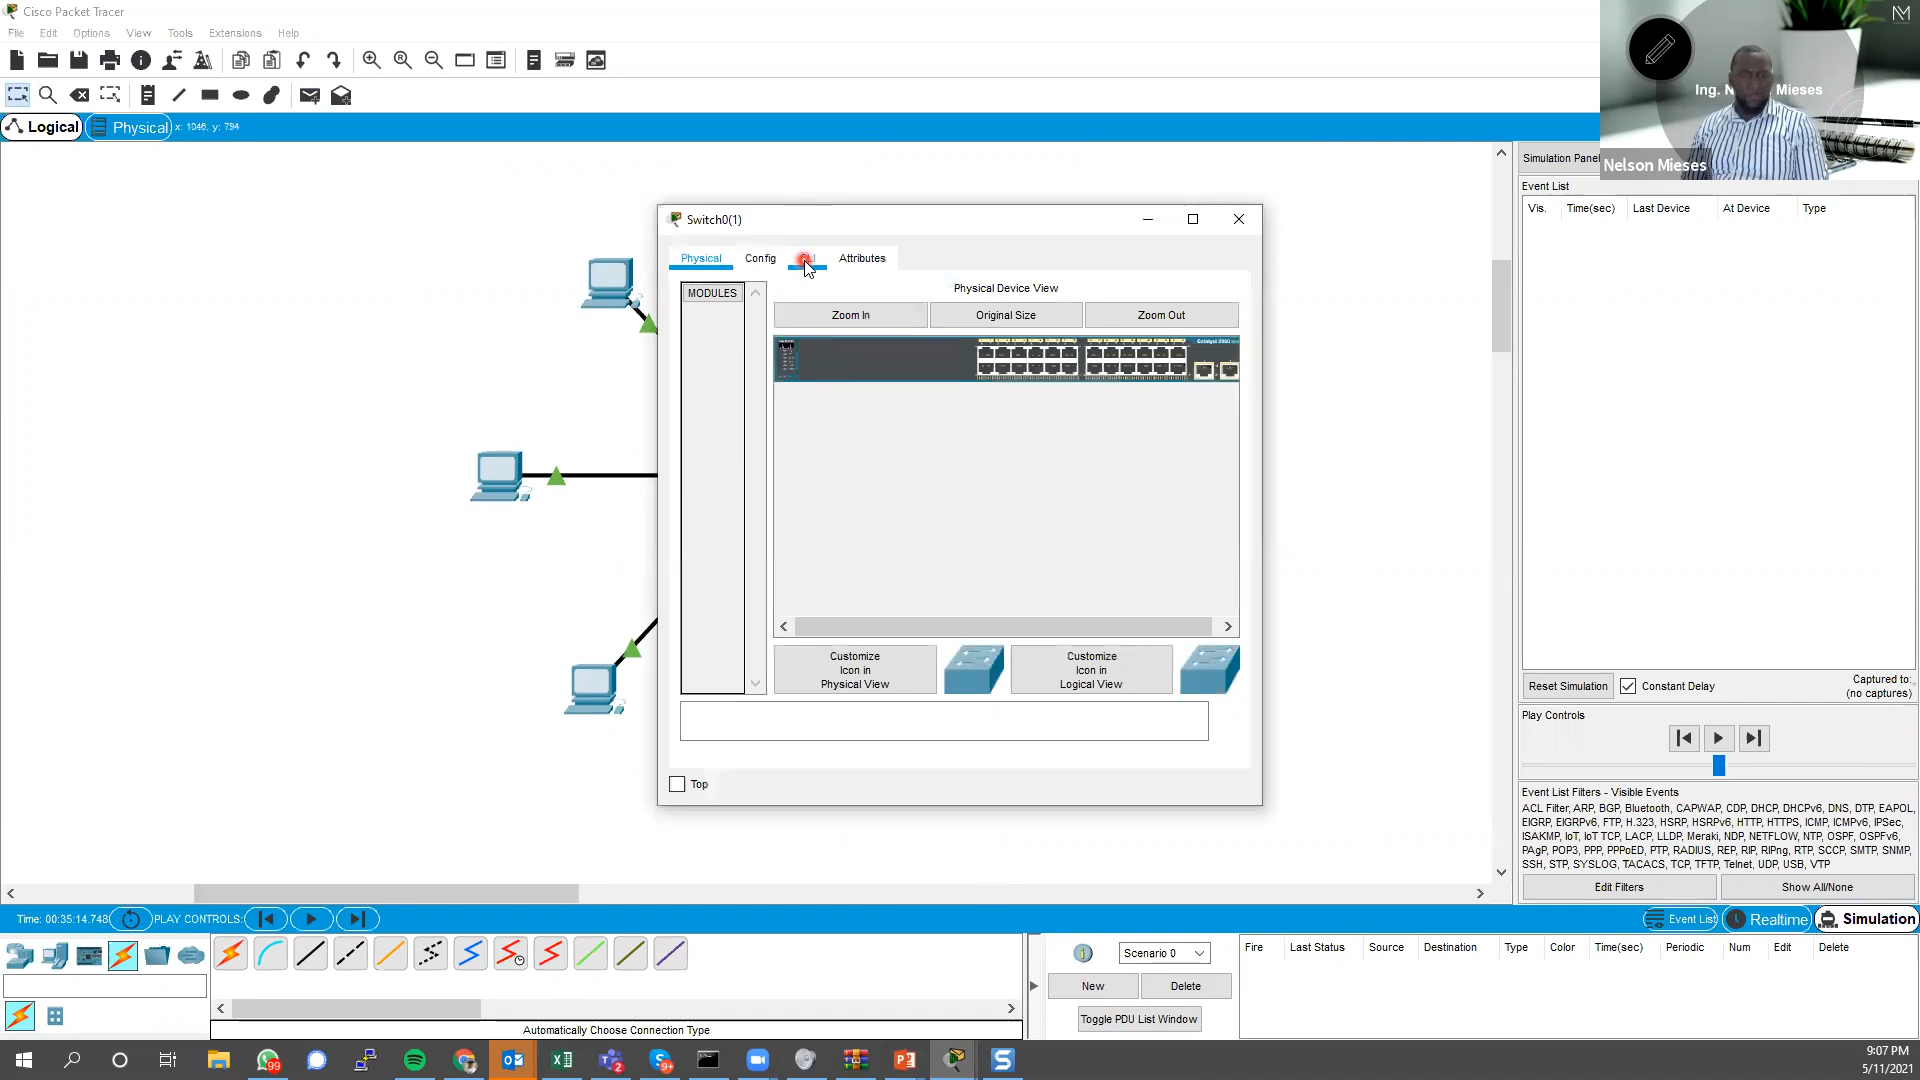 Cisco Packet Tracer
File Edit Options View Tools Extensions Help
Logical Physical x: 1046, y: 794
Ing. N Mieses
Nelson Mieses
Simulation Panel
Event List
Vis. Time(sec) Last Device At Device Type
Switch0(1)
Physical Config CLI Attributes
MODULES
Physical Device View
Zoom In Original Size Zoom Out
Customize
Icon in
Physical View
Customize
Icon in
Logical View
Top
Reset Simulation Constant Delay
Captured to:
(no captures)
Play Controls
Event List Filters - Visible Events
ACL Filter, ARP, BGP, Bluetooth, CAPWAP, CDP, DHCP, DHCPv6, DNS, DTP, EAPOL,
EIGRP, EIGRPv6, FTP, H.323, HSRP, HSRPv6, HTTP, HTTPS, ICMP, ICMPv6, IPSec,
ISAKMP, IoT, IoT TCP, LACP, LLDP, Meraki, NDP, NETFLOW, NTP, OSPF, OSPFv6,
PAgP, POP3, PPP, PPPoED, PTP, RADIUS, REP, RIP, RIPng, RTP, SCCP, SMTP, SNMP,
SSH, STP, SYSLOG, TACACS, TCP, TFTP, Telnet, UDP, USB, VTP
Edit Filters Show All/None
Time: 00:35:14.748 PLAY CONTROLS: Event List Realtime Simulation
Scenario 0
New Delete
Toggle PDU List Window
Fire Last Status Source Destination Type Color Time(sec) Periodic Num Edit Delete
Automatically Choose Connection Type
99
2
9+
9:07 PM
5/11/2021